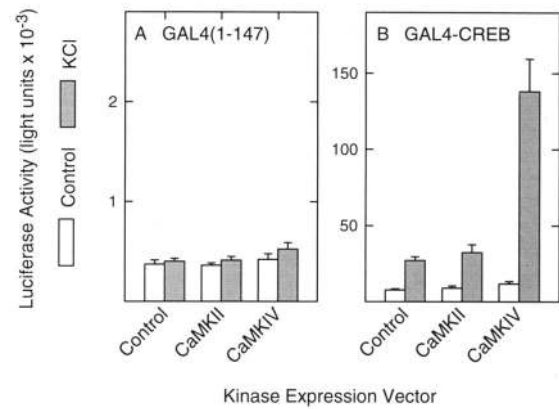 Luciferase Activity (light units x 10-3)
Control
KCl
A GAL4(1-147)
2
1
Control
CaMKII
CaMKIV
B GAL4-CREB
150
100
50
Control
CaMKII
CaMKIV
Kinase Expression Vector